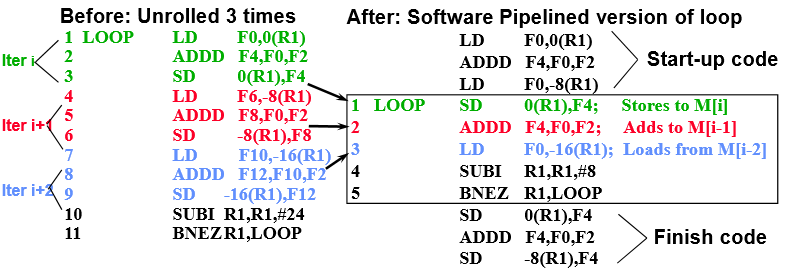 Before: Unrolled 3 times
Iter i
1 LOOP LD F0,0(R1)
2 ADDD F4,F0,F2
3 SD 0(R1),F4
Iter i+1
4 LD F6,-8(R1)
5 ADDD F8,F0,F2
6 SD -8(R1),F8
Iter i+2
7 LD F10,-16(R1)
8 ADDD F12,F10,F2
9 SD -16(R1),F12
10 SUBI R1,R1,#24
11 BNEZ R1,LOOP
After: Software Pipelined version of loop
LD F0,0(R1)
ADDD F4,F0,F2
LD F0,-8(R1)
Start-up code
1 LOOP SD 0(R1),F4; Stores to M[i]
2 ADDD F4,F0,F2; Adds to M[i-1]
3 LD F0,-16(R1); Loads from M[i-2]
4 SUBI R1,R1,#8
5 BNEZ R1,LOOP
SD 0(R1),F4
ADDD F4,F0,F2
SD -8(R1),F4
Finish code